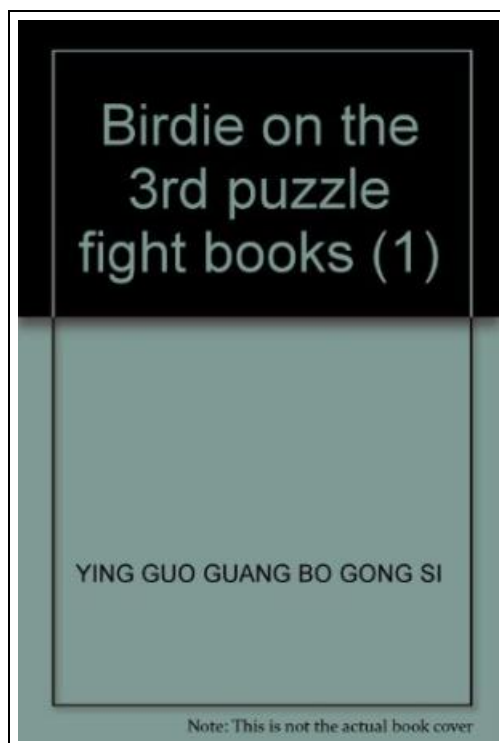 Birdie on the
3rd puzzle
fight books (1)
YING GUO GUANG BO GONG SI
Note: This is not the actual book cover